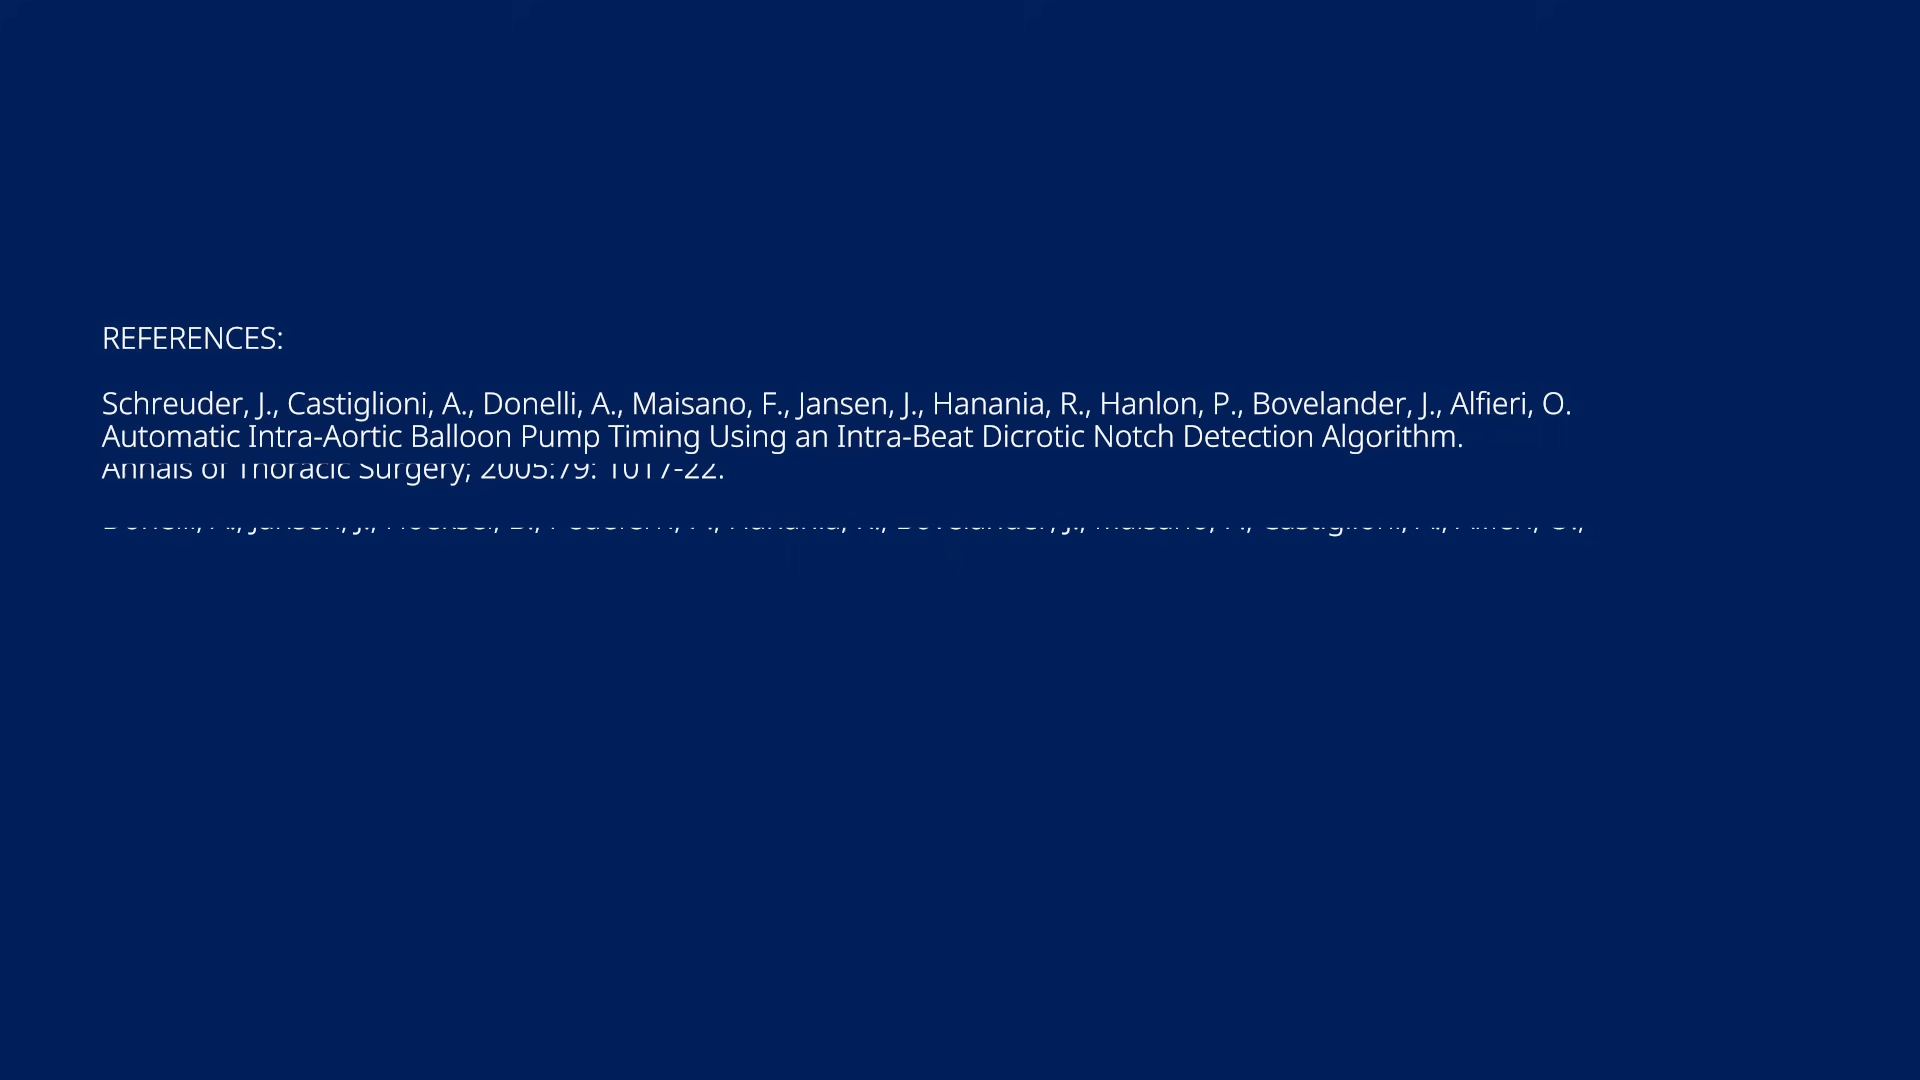 REFERENCES:
Schreuder, J., Castiglioni, A., Donelli, A., Maisano, F., Jansen, J., Hanania, R., Hanlon, P., Bovelander, J., Alfieri, O.
Automatic Intra-Aortic Balloon Pump Timing Using an Intra-Beat Dicrotic Notch Detection Algorithm.
Annals of Thoracic Surgery; 2005:79: 1017-22.